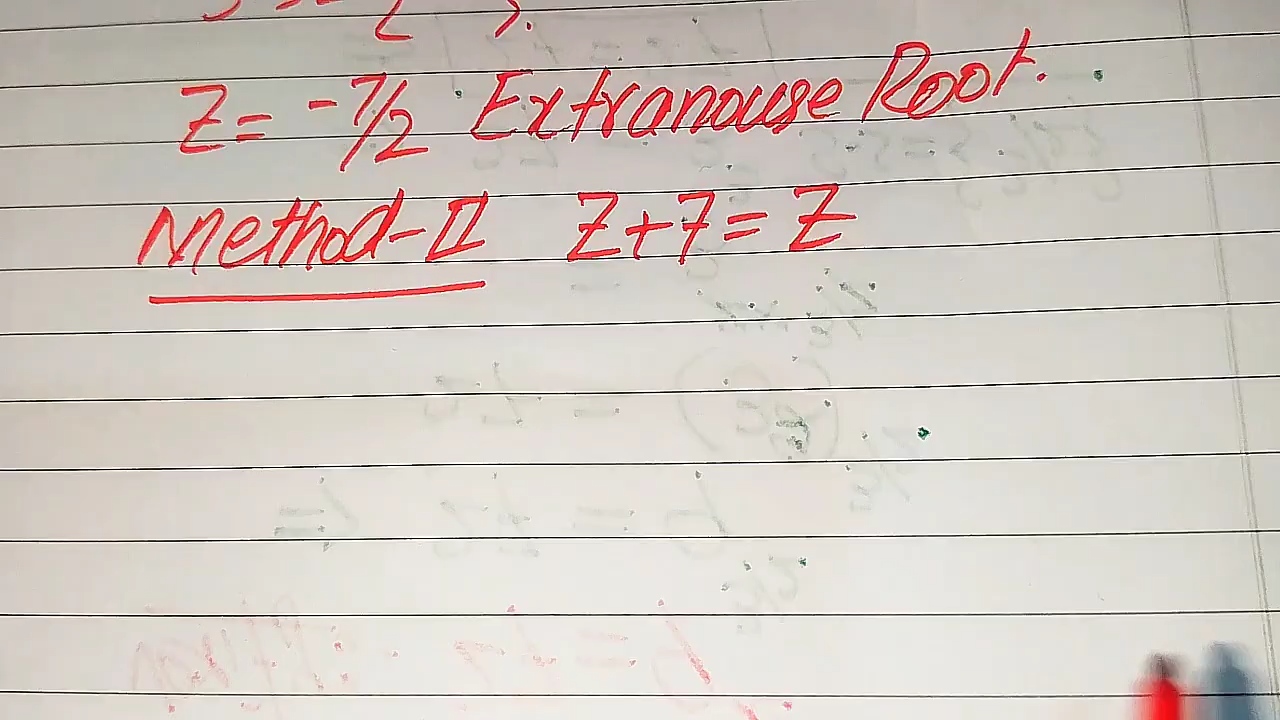 Z = -7/2 Extranouse Root.
Method-II Z+7=Z